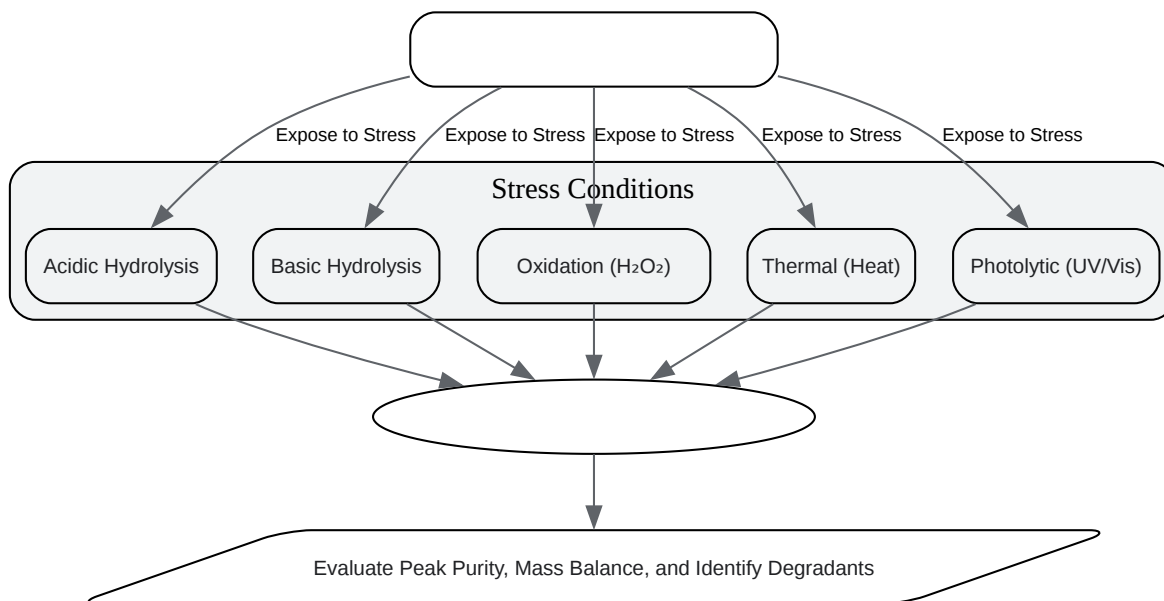 Expose to Stress Expose to Stress Expose to Stress Expose to Stress Expose to Stress
Stress Conditions
Acidic Hydrolysis Basic Hydrolysis Oxidation (H₂O₂) Thermal (Heat) Photolytic (UV/Vis)
Evaluate Peak Purity, Mass Balance, and Identify Degradants